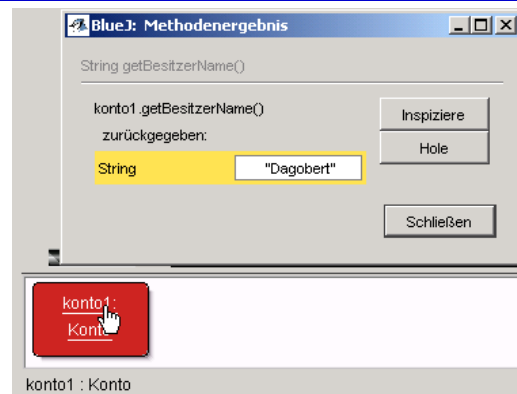 BlueJ: Methodenergebnis
String getBesitzerName()
konto1.getBesitzerName()
zurückgegeben:
String "Dagobert"
Inspiziere
Hole
Schließen
konto1:
Konto
konto1 : Konto